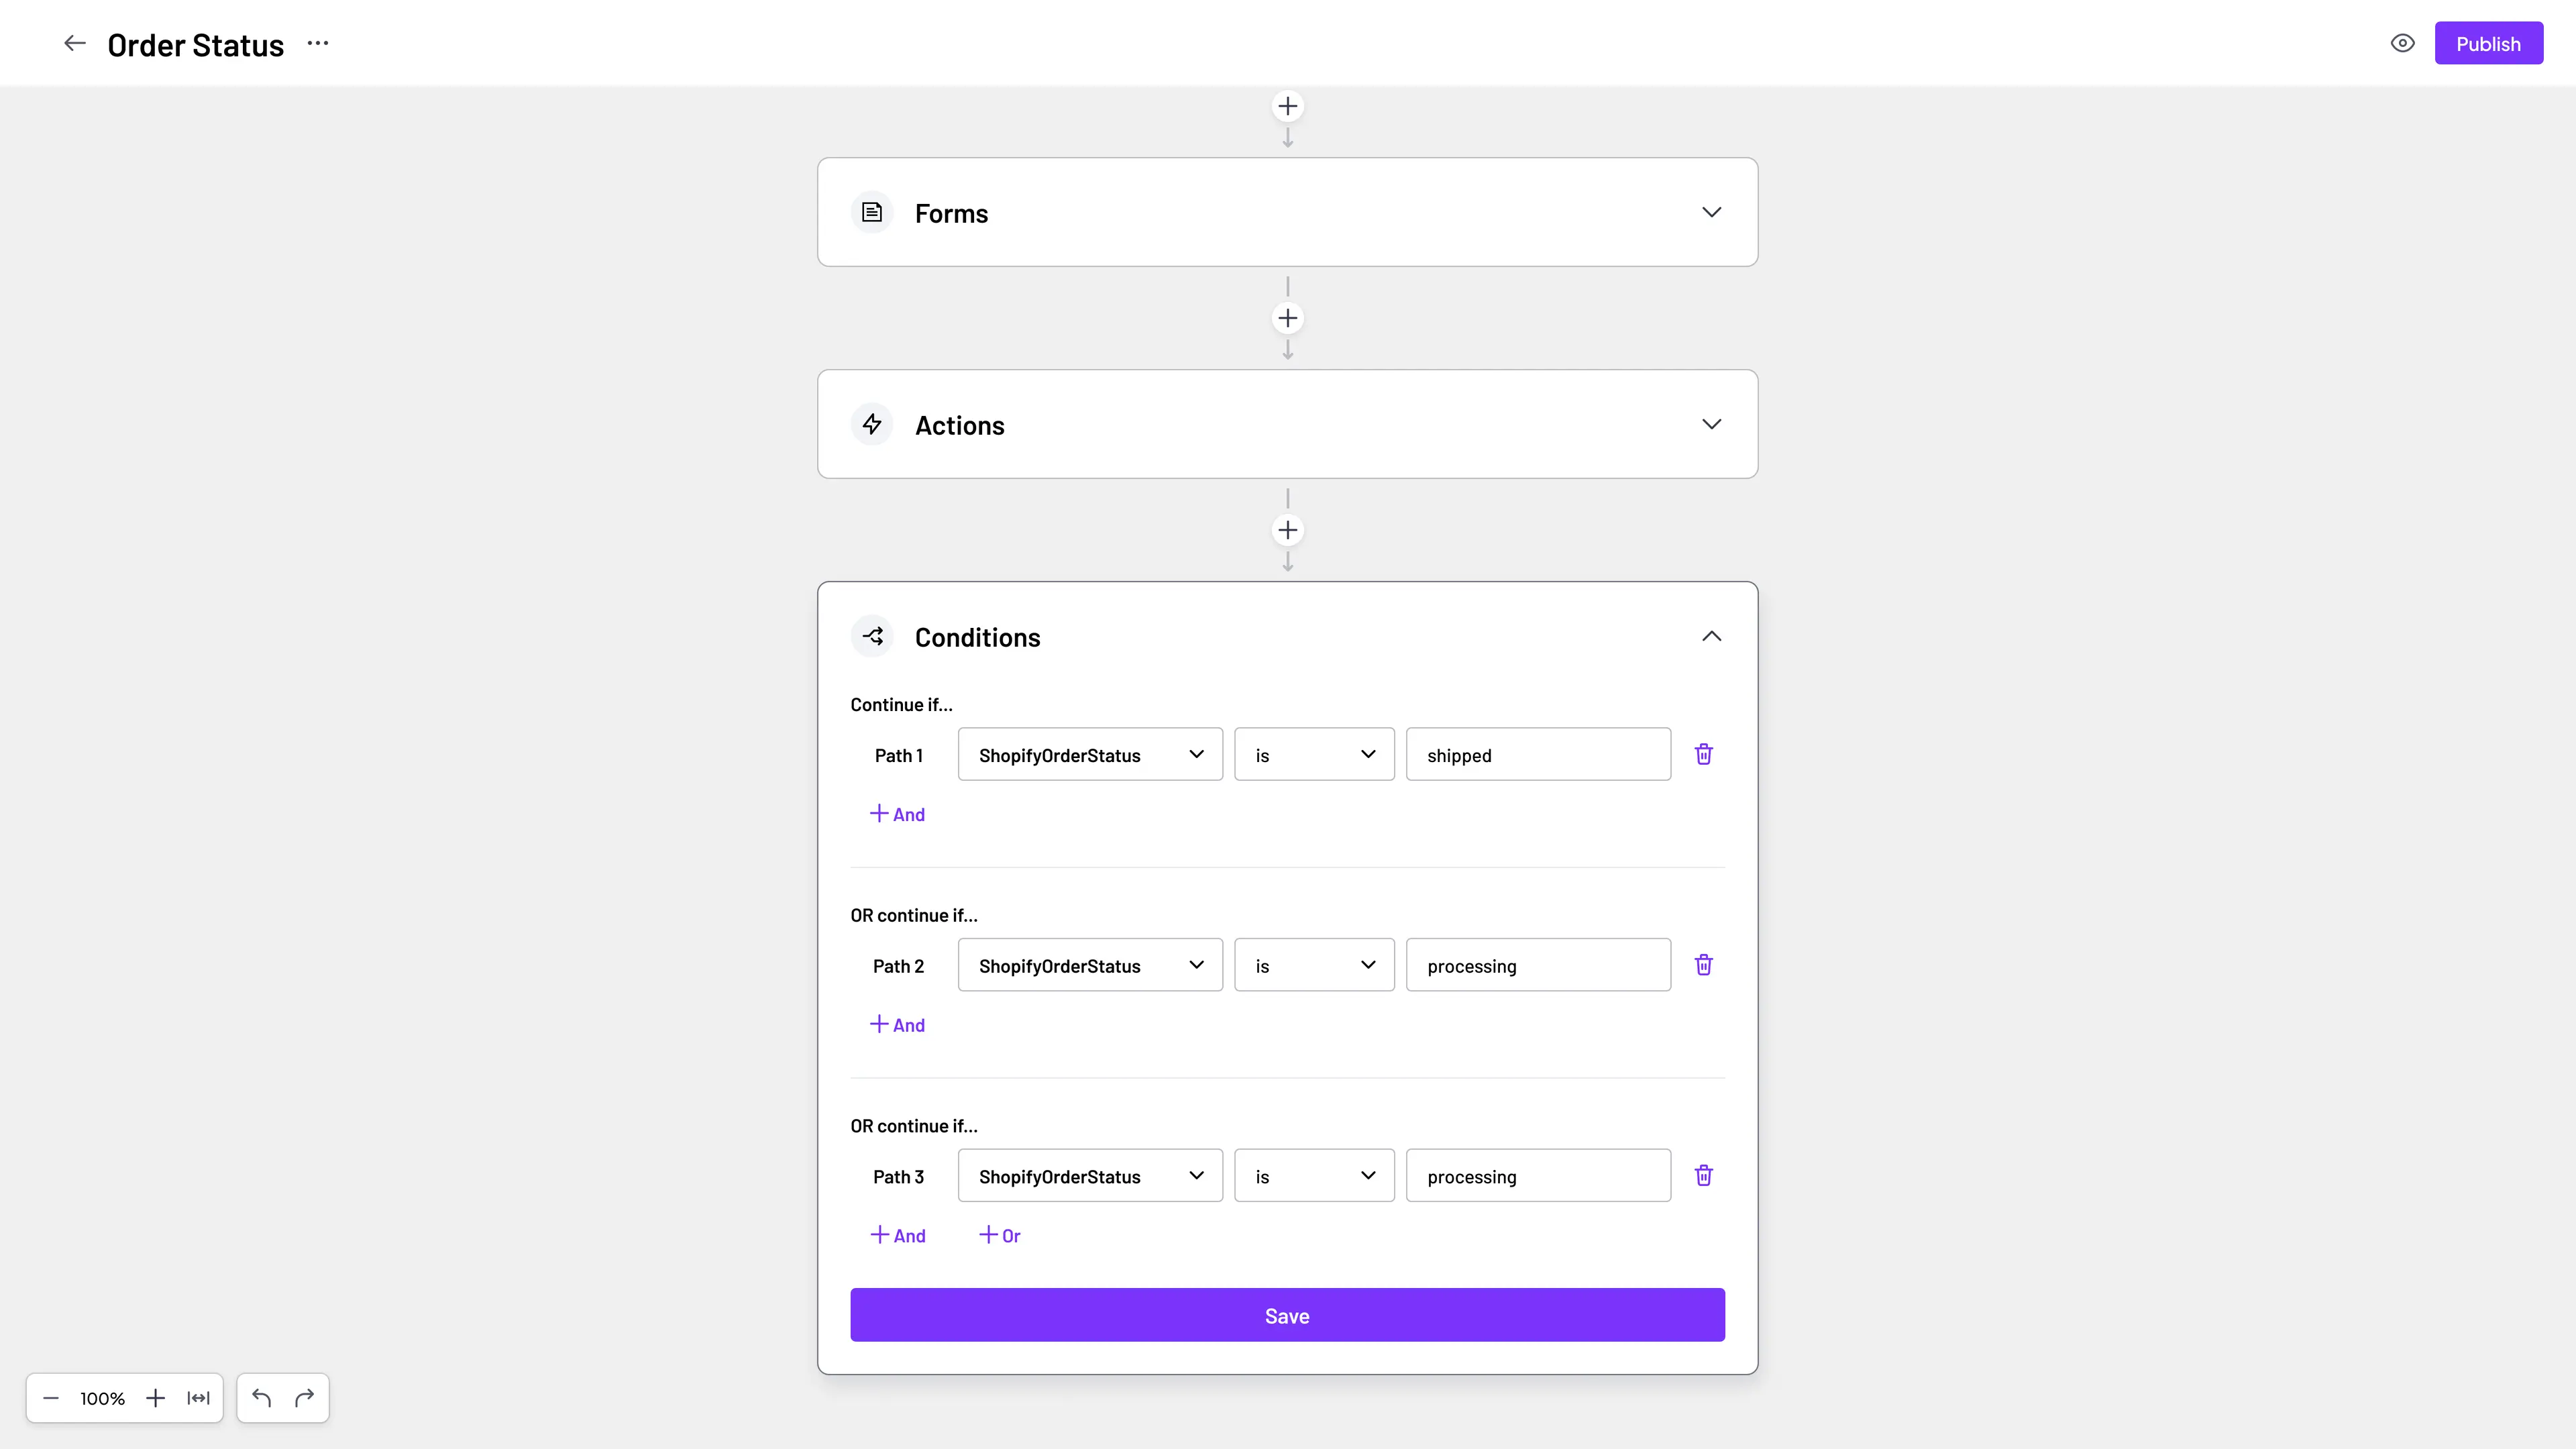 Order Status
Publish
Forms
Actions
Conditions
Continue if...
Path 1 ShopifyOrderStatus is shipped
And
OR continue if...
Path 2 ShopifyOrderStatus is processing
And
OR continue if...
Path 3 ShopifyOrderStatus is processing
And Or
Save
100%